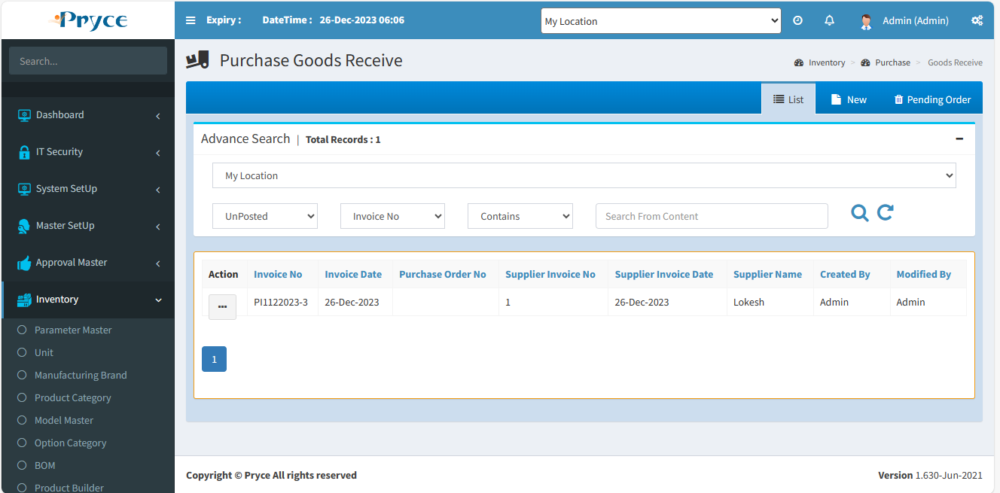 Pryce
Expiry : DateTime : 26-Dec-2023 06:06 My Location Admin (Admin)
Search...
Purchase Goods Receive
Inventory > Purchase > Goods Receive
List New Pending Order
Dashboard
IT Security
System SetUp
Master SetUp
Approval Master
Inventory
Parameter Master
Unit
Manufacturing Brand
Product Category
Model Master
Option Category
BOM
Product Builder
Advance Search | Total Records : 1
My Location
UnPosted Invoice No Contains Search From Content
Action Invoice No Invoice Date Purchase Order No Supplier Invoice No Supplier Invoice Date Supplier Name Created By Modified By
... PI1122023-3 26-Dec-2023 1 26-Dec-2023 Lokesh Admin Admin
1
Copyright © Pryce All rights reserved Version 1.630-Jun-2021